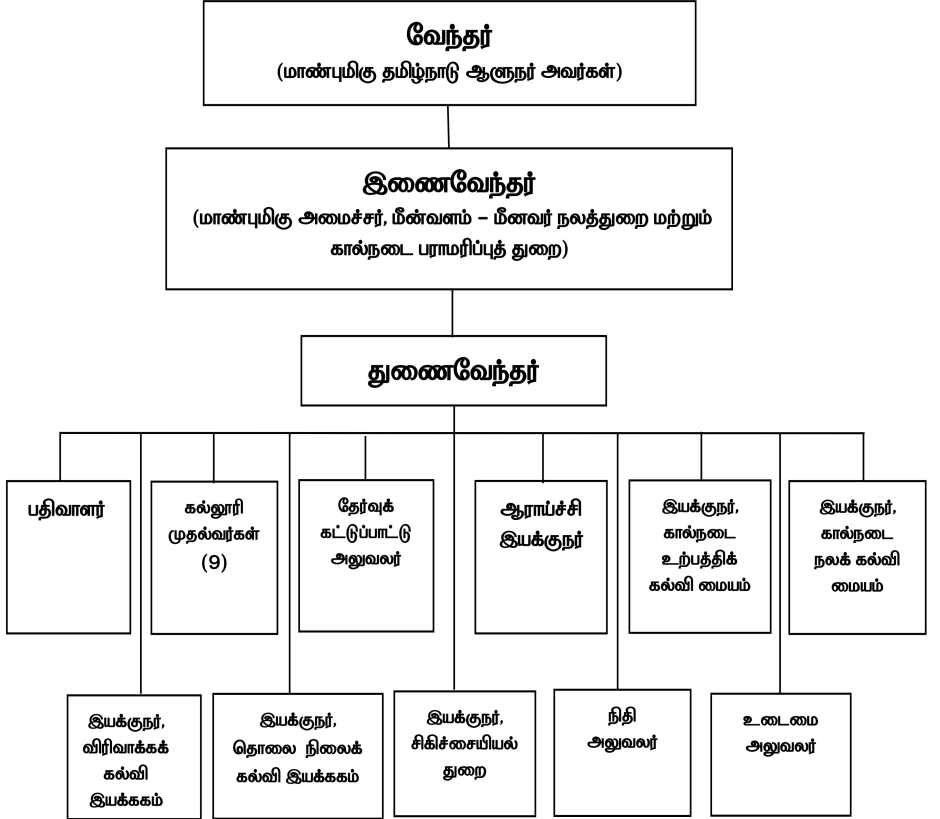 வேந்தர்
(மாண்புமிகு தமிழ்நாடு ஆளுநர் அவர்கள்)
இணைவேந்தர்
(மாண்புமிகு அமைச்சர், மீன்வளம் – மீனவர் நலத்துறை மற்றும்
கால்நடை பராமரிப்புத் துறை)
துணைவேந்தர்
பதிவாளர்
கல்லூரி
முதல்வர்கள்
(9)
தேர்வுக்
கட்டுப்பாட்டு
அலுவலர்
ஆராய்ச்சி
இயக்குநர்
இயக்குநர்,
கால்நடை
உற்பத்திக்
கல்வி மையம்
இயக்குநர்,
கால்நடை
நலக் கல்வி
மையம்
இயக்குநர்,
விரிவாக்கக்
கல்வி
இயக்ககம்
இயக்குநர்,
தொலை நிலைக்
கல்வி இயக்ககம்
இயக்குநர்,
சிகிச்சையியல்
துறை
நிதி
அலுவலர்
உடைமை
அலுவலர்